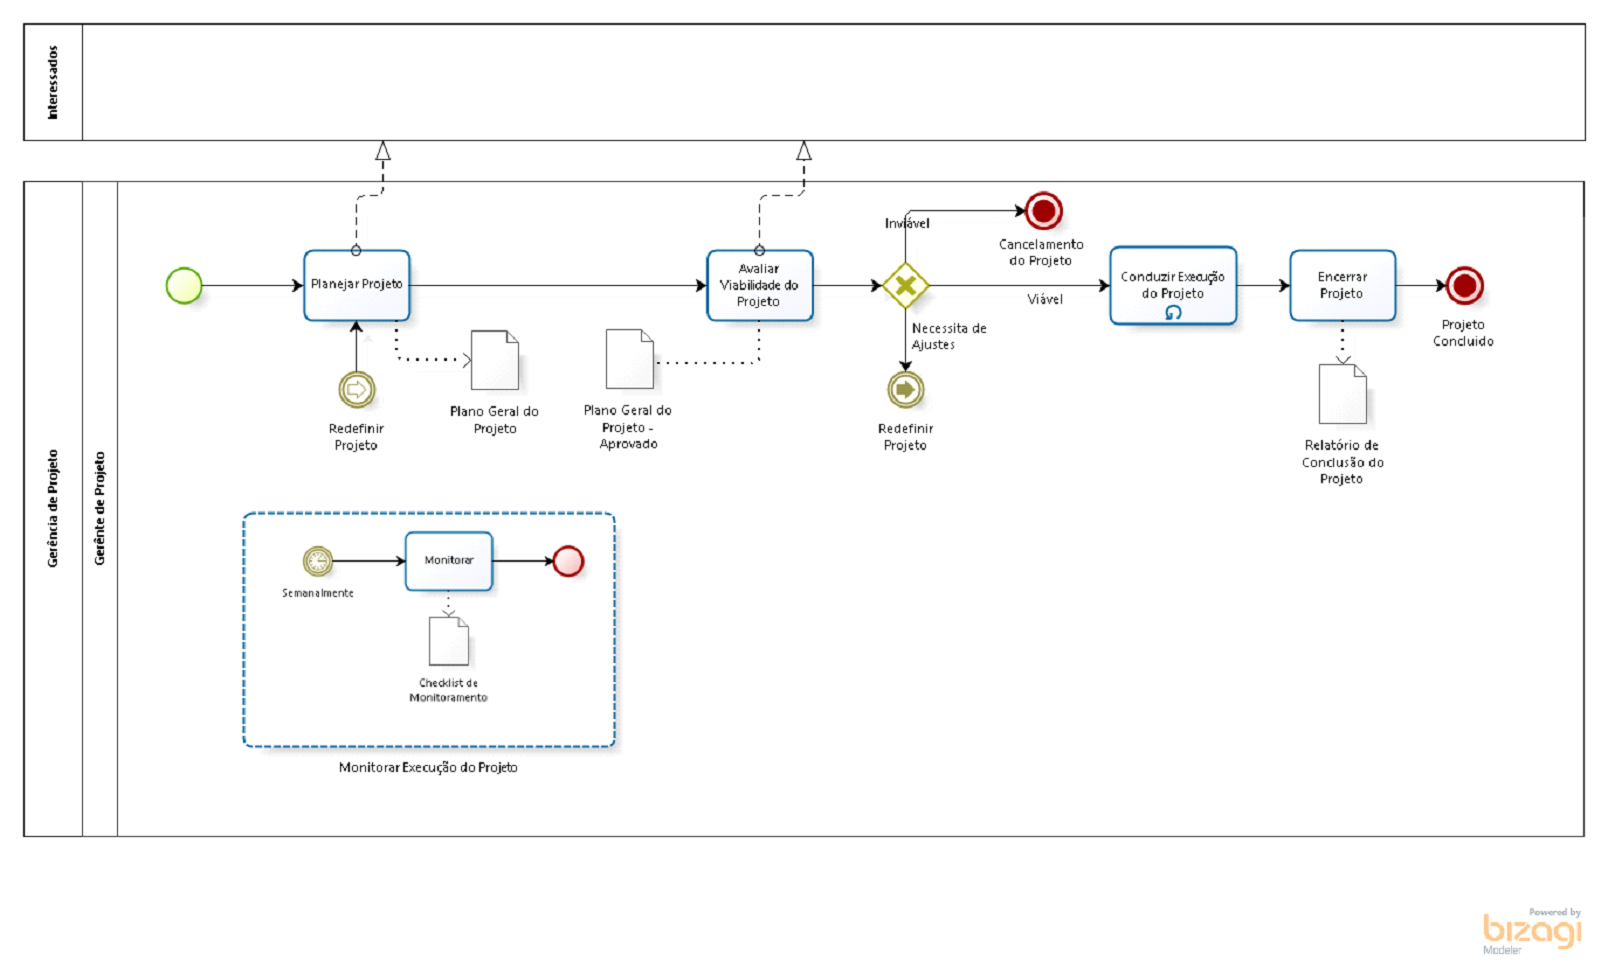 Interessados
Gerência de Projeto
Gerênte de Projeto
Inviável
Cancelamento
do Projeto
Planejar Projeto
Avaliar
Viabilidade do
Projeto
Viável
Conduzir Execução
do Projeto
Encerrar
Projeto
Projeto
Concluido
Necessita de
Ajustes
Redefinir
Projeto
Plano Geral do
Projeto
Plano Geral do
Projeto -
Aprovado
Redefinir
Projeto
Relatório de
Conclusão do
Projeto
Semanalmente
Monitorar
Checklist de
Monitoramento
Monitorar Execução do Projeto
Powered by
bizagi
Modeler